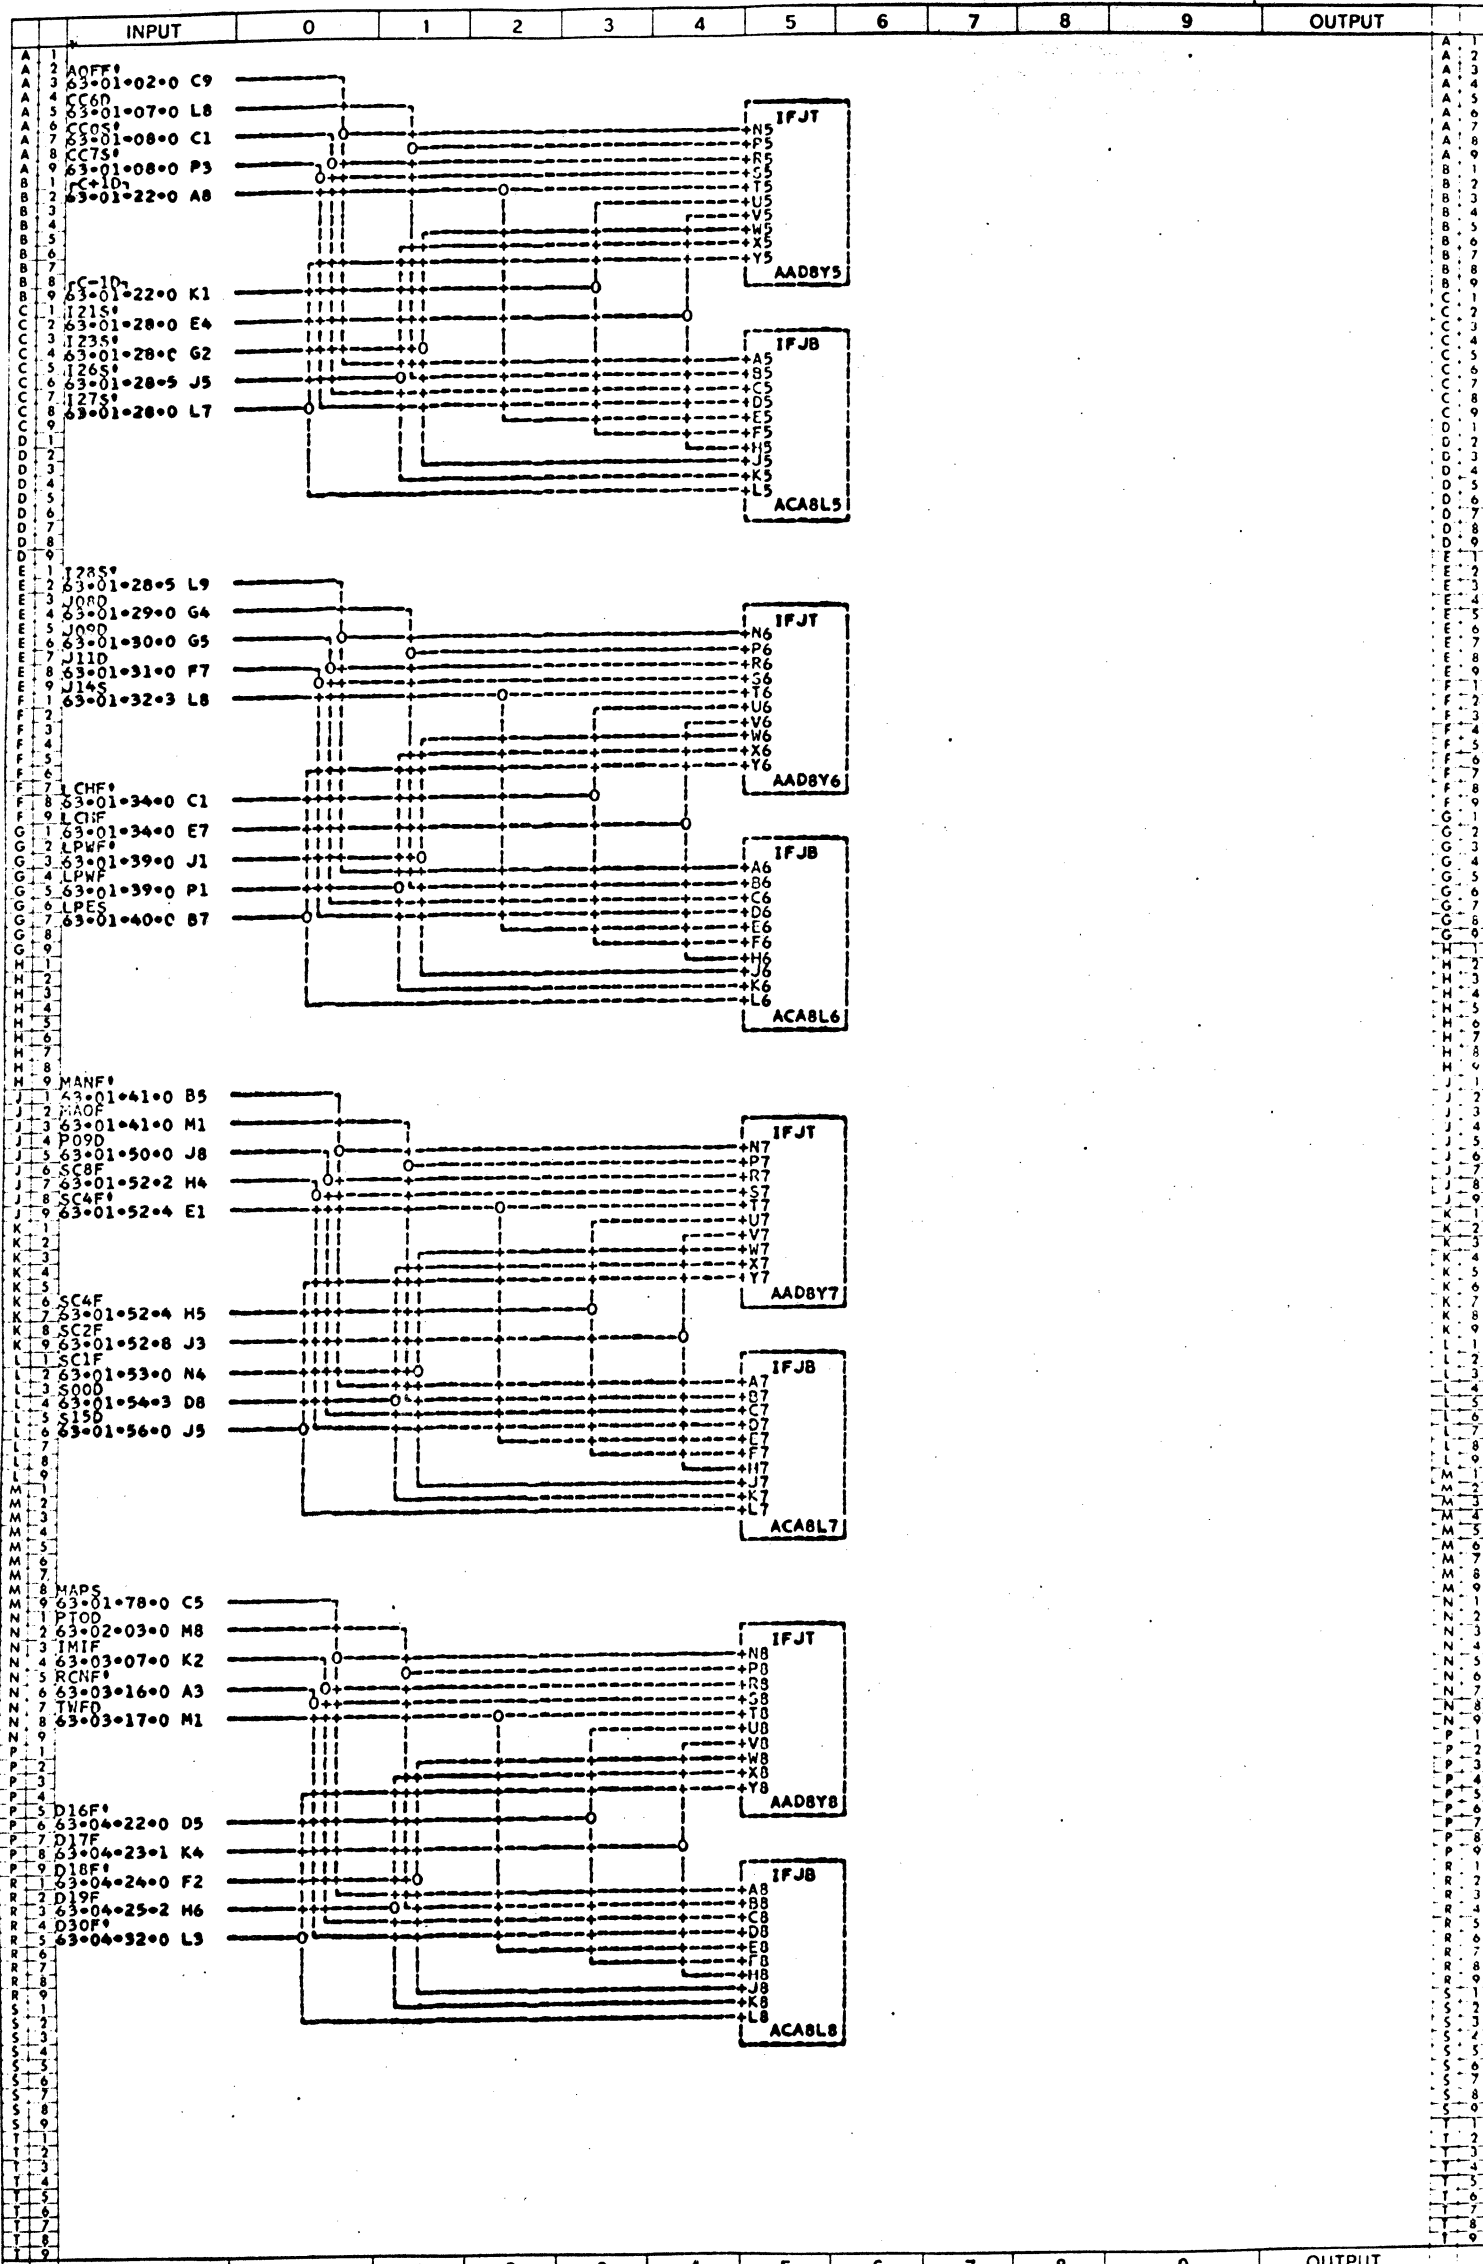 INPUT 0 1 2 3 4 5 6 7 8 9 OUTPUT
AOFF'
63•01•02•0 C9
CC6D
63•01•07•0 L8
CC0S'
63•01•08•0 C1
CC7S'
63•01•08•0 P3
┌C+1D┐
63•01•22•0 A8
┌C-1D┐
63•01•22•0 K1
I21S'
63•01•28•0 E4
I23S'
63•01•28•0 G2
I26S'
63•01•28•5 J5
I27S'
63•01•28•0 L7
IFJT
N5
P5
R5
S5
T5
U5
V5
W5
X5
Y5
AAD8Y5
IFJB
A5
B5
C5
D5
E5
F5
H5
J5
K5
L5
ACA8L5
I28S'
63•01•28•5 L9
J08D
63•01•29•0 G4
J09D
63•01•30•0 G5
J11D
63•01•31•0 F7
J14S
63•01•32•3 L8
LCHF'
63•01•34•0 C1
LCHF
63•01•34•0 E7
LPWF'
63•01•39•0 J1
LPWF
63•01•39•0 P1
LPES
63•01•40•0 B7
IFJT
N6
P6
R6
S6
T6
U6
V6
W6
X6
Y6
AAD8Y6
IFJB
A6
B6
C6
D6
E6
F6
H6
J6
K6
L6
ACA8L6
MANF'
63•01•41•0 B5
MAOF
63•01•41•0 M1
P09D
63•01•50•0 J8
SC8F
63•01•52•2 H4
SC4F'
63•01•52•4 E1
SC4F
63•01•52•4 H5
SC2F
63•01•52•8 J3
SC1F
63•01•53•0 N4
S00D
63•01•54•3 D8
S15D
63•01•56•0 J5
IFJT
N7
P7
R7
S7
T7
U7
V7
W7
X7
Y7
AAD8Y7
IFJB
A7
B7
C7
D7
E7
F7
H7
J7
K7
L7
ACA8L7
MAPS
63•01•78•0 C5
PTOD
63•02•03•0 M8
IMIF
63•03•07•0 K2
RCNF'
63•03•16•0 A3
TWFD
63•03•17•0 M1
D16F'
63•04•22•0 D5
D17F
63•04•23•1 K4
D18F'
63•04•24•0 F2
D19F
63•04•25•2 H6
D30F'
63•04•32•0 L3
IFJT
N8
P8
R8
S8
T8
U8
V8
W8
X8
Y8
AAD8Y8
IFJB
A8
B8
C8
D8
E8
F8
H8
J8
K8
L8
ACA8L8